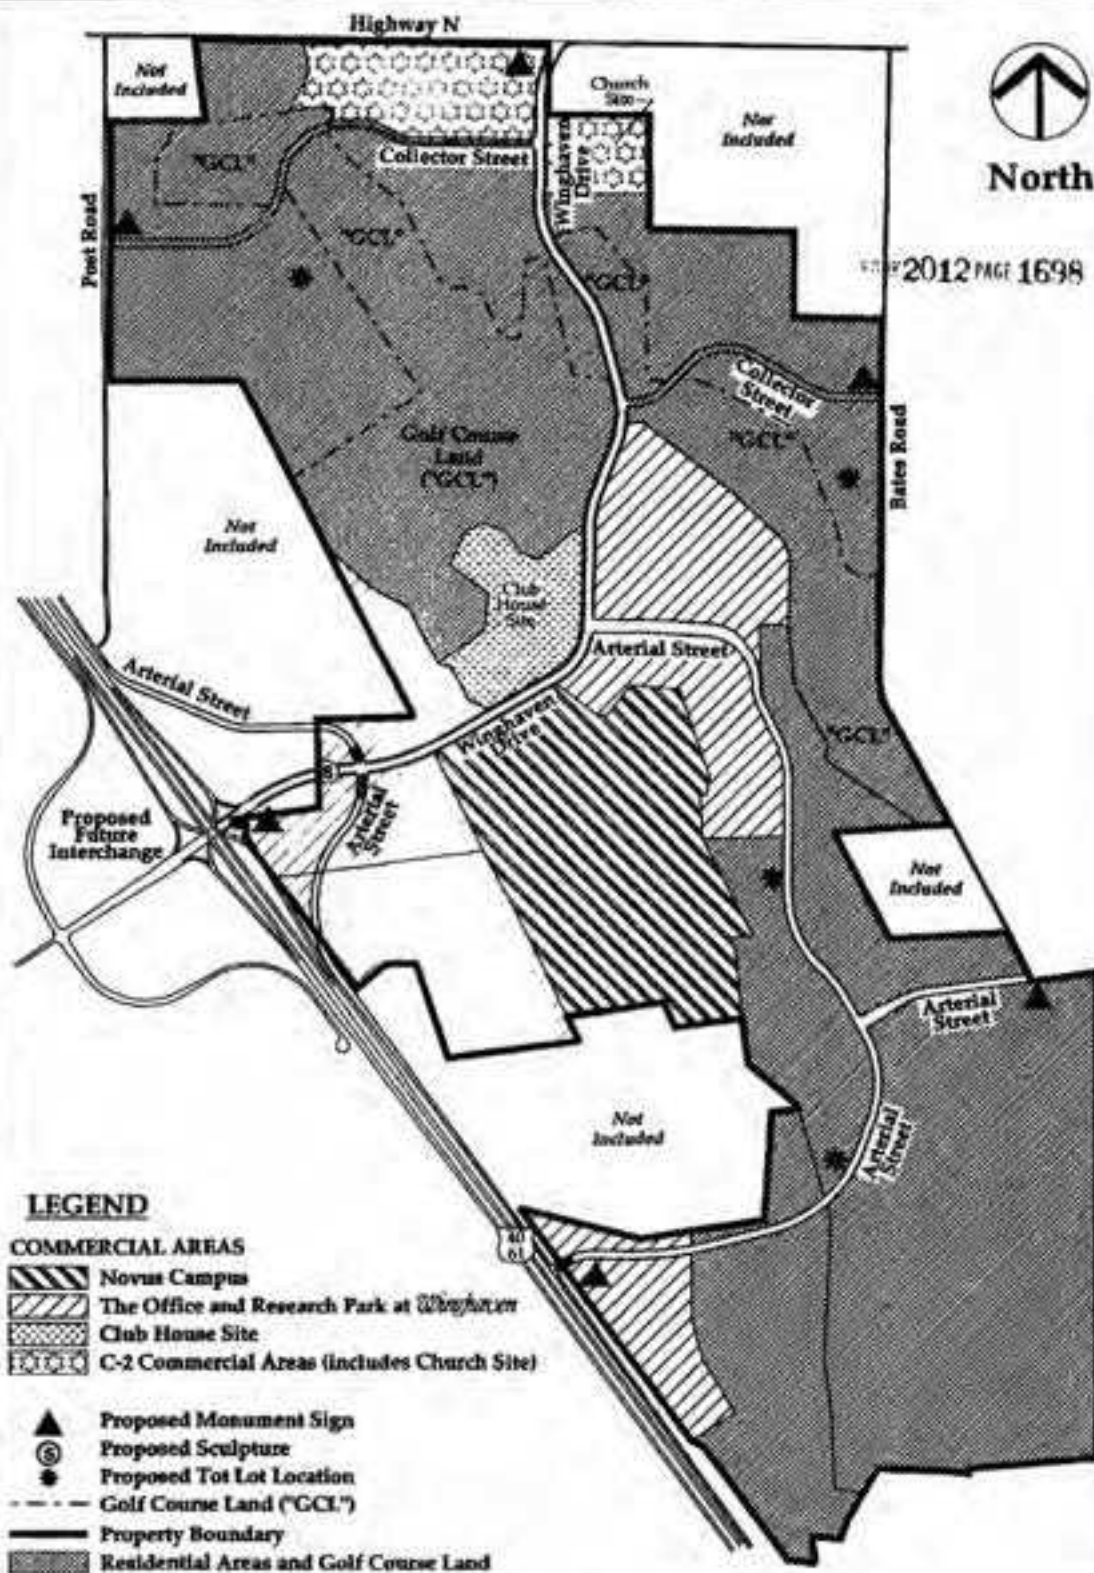 Highway N
Not
Included
Church
Site
Not
Included
North
"GCL"
Collector Street
Winghaven
Drive
Post Road
"GCL"
"GCL"
2012 PAGE 1698
Collector
Street
"GCL"
Bates Road
Golf Course
Land
("GCL")
Not
Included
Club
House
Site
Arterial Street
Arterial Street
Winghaven
Drive
"GCL"
S
Proposed
Future
Interchange
Arterial
Street
Not
Included
Arterial
Street
Not
Included
Arterial
Street
40
61
LEGEND
COMMERCIAL AREAS
Novus Campus
The Office and Research Park at Winghaven
Club House Site
C-2 Commercial Areas (includes Church Site)
Proposed Monument Sign
S Proposed Sculpture
Proposed Tot Lot Location
Golf Course Land ("GCL")
Property Boundary
Residential Areas and Golf Course Land